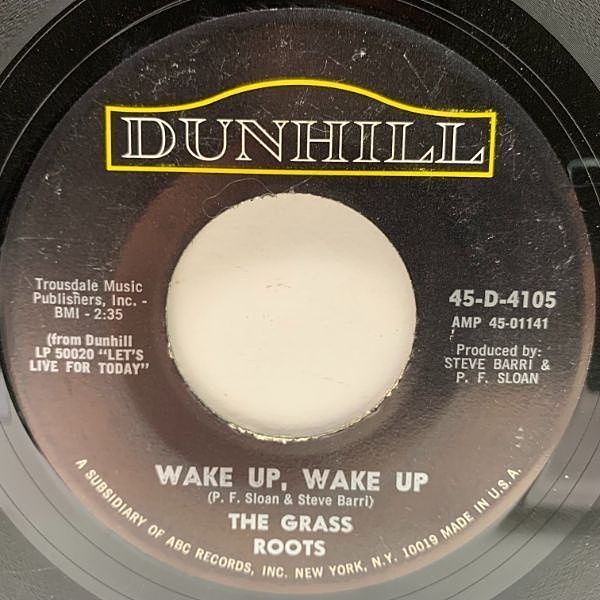 DUNHILL
Trousdale Music
Publishers, Inc. -
BMI - 2:35
(from Dunhill
LP 50020 "LET'S
LIVE FOR TODAY"
45-D-4105
AMP 45-01141
Produced by:
STEVE BARRI &
P. F. SLOAN
WAKE UP, WAKE UP
(P. F. Sloan & Steve Barri)
THE GRASS
ROOTS
A SUBSIDIARY OF ABC RECORDS, INC. NEW YORK, N.Y. 10019 MADE IN U.S.A.